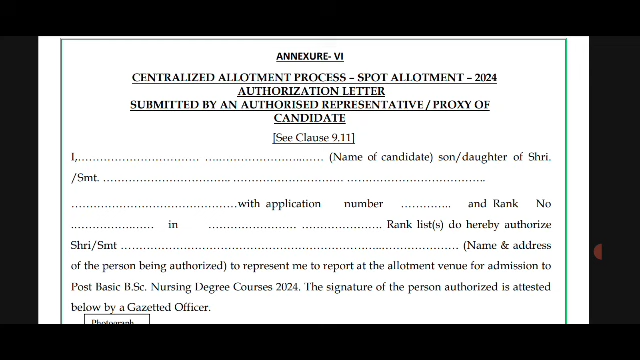 ANNEXURE- VI
CENTRALIZED ALLOTMENT PROCESS – SPOT ALLOTMENT – 2024
AUTHORIZATION LETTER
SUBMITTED BY AN AUTHORISED REPRESENTATIVE / PROXY OF
CANDIDATE
[See Clause 9.11]
I,…………………………… ….…………………...…… (Name of candidate) son/daughter of Shri.
/Smt. …………………………….. ……………………………… ………………………………..
………………………………………with application number ………….. and Rank No
………………… in …………………… …………………. Rank list(s) do hereby authorize
Shri/Smt ……………………………………………………………...………………… (Name & address
of the person being authorized) to represent me to report at the allotment venue for admission to
Post Basic B.Sc. Nursing Degree Courses 2024. The signature of the person authorized is attested
below by a Gazetted Officer.
Photograph